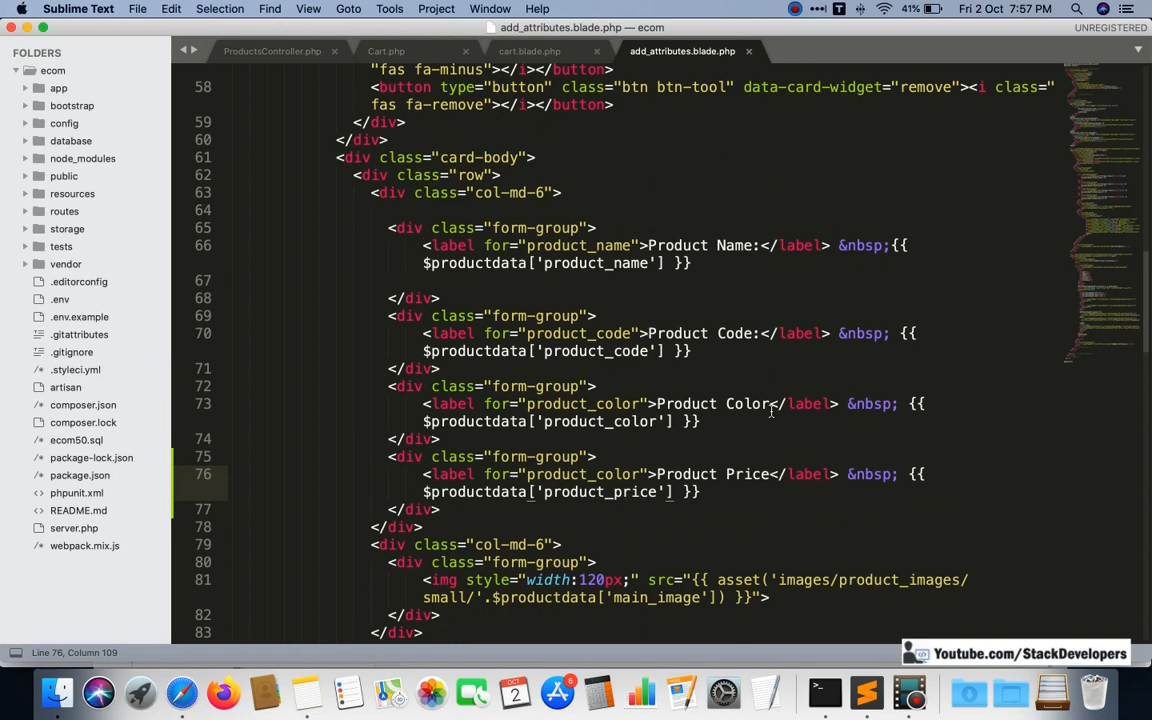 Sublime Text File Edit Selection Find View Goto Tools Project Window Help 41% Fri 2 Oct 7:57 PM
add_attributes.blade.php — ecom UNREGISTERED
FOLDERS
ecom
app
bootstrap
config
database
node_modules
public
resources
routes
storage
tests
vendor
.editorconfig
.env
.env.example
.gitattributes
.gitignore
.styleci.yml
artisan
composer.json
composer.lock
ecom50.sql
package-lock.json
package.json
phpunit.xml
README.md
server.php
webpack.mix.js
ProductsController.php Cart.php cart.blade.php add_attributes.blade.php
"fas fa-minus"></i></button>
58 <button type="button" class="btn btn-tool" data-card-widget="remove"><i class="
fas fa-remove"></i></button>
59 </div>
60 </div>
61 <div class="card-body">
62 <div class="row">
63 <div class="col-md-6">
64
65 <div class="form-group">
66 <label for="product_name">Product Name:</label> &nbsp;{{
$productdata['product_name'] }}
67
68 </div>
69 <div class="form-group">
70 <label for="product_code">Product Code:</label> &nbsp; {{
$productdata['product_code'] }}
71 </div>
72 <div class="form-group">
73 <label for="product_color">Product Color</label> &nbsp; {{
$productdata['product_color'] }}
74 </div>
75 <div class="form-group">
76 <label for="product_color">Product Price</label> &nbsp; {{
$productdata['product_price'] }}
77 </div>
78 </div>
79 <div class="col-md-6">
80 <div class="form-group">
81 <img style="width:120px;" src="{{ asset('images/product_images/
small/'.$productdata['main_image']) }}">
82 </div>
83 </div>
Line 76, Column 109
Youtube.com/StackDevelopers
OCT
2
6